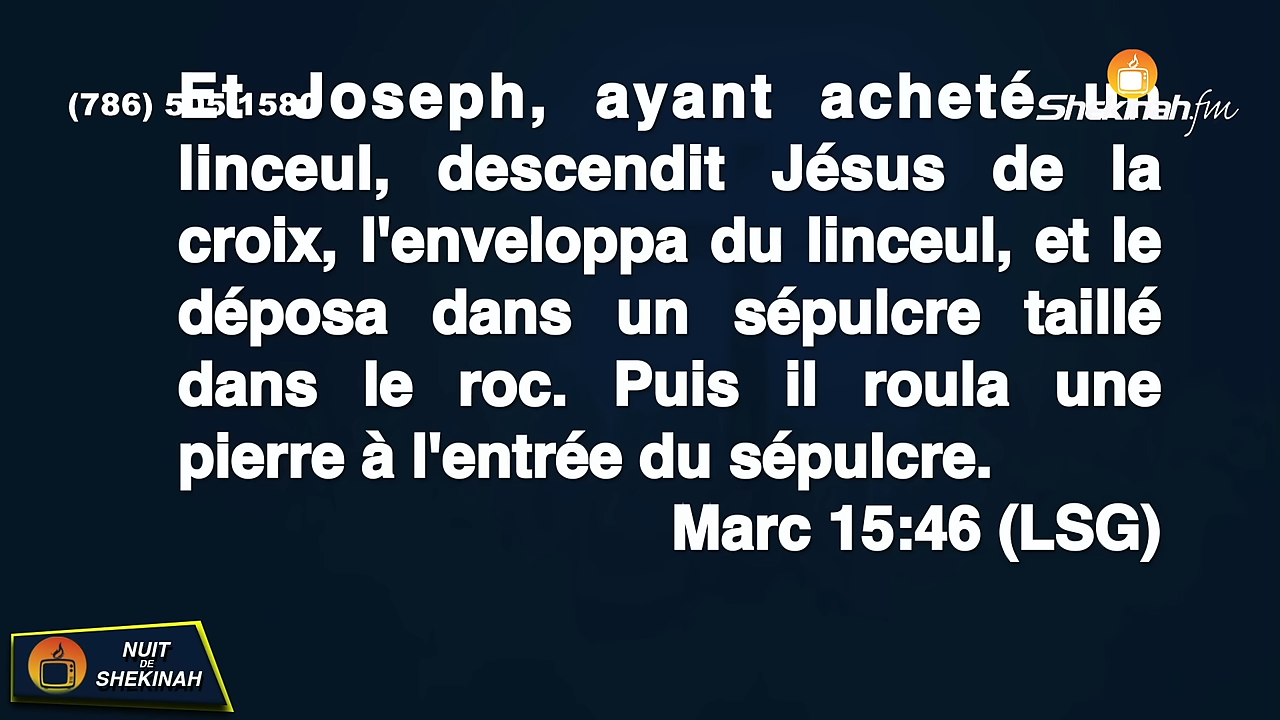 Et Joseph, ayant acheté un
linceul, descendit Jésus de la
croix, l'enveloppa du linceul, et le
déposa dans un sépulcre taillé
dans le roc. Puis il roula une
pierre à l'entrée du sépulcre.
Marc 15:46 (LSG)
(786)
Shekinah.fm
NUIT
DE
SHEKINAH